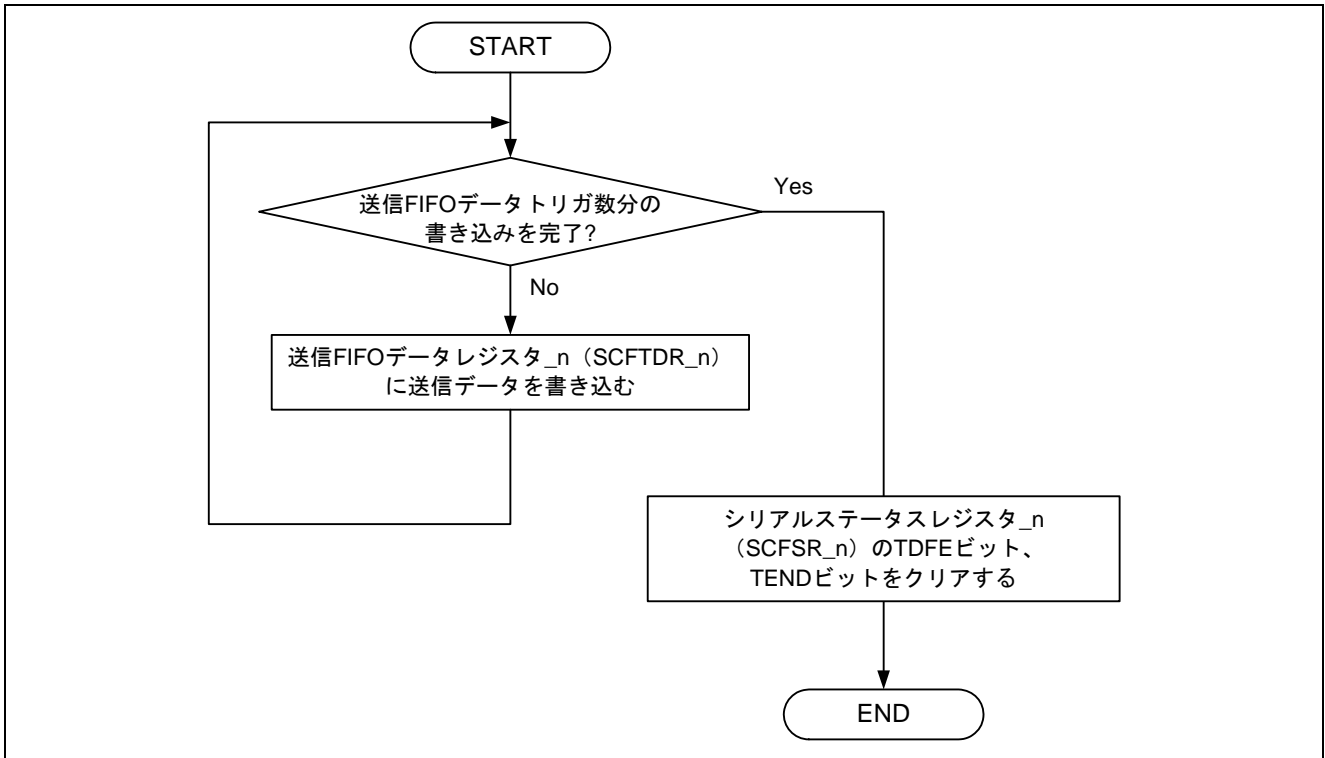 START
送信FIFOデータトリガ数分の
書き込みを完了?
Yes
No
送信FIFOデータレジスタ_n（SCFTDR_n）
に送信データを書き込む
シリアルステータスレジスタ_n
（SCFSR_n）のTDFEビット、
TENDビットをクリアする
END